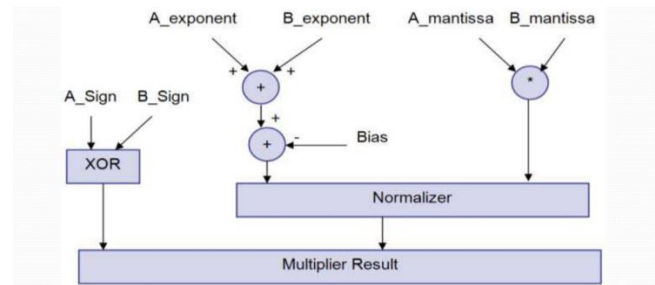 A_exponent B_exponent A_mantissa B_mantissa
+ +
+ *
A_Sign B_Sign
+
+ - Bias
XOR
Normalizer
Multiplier Result